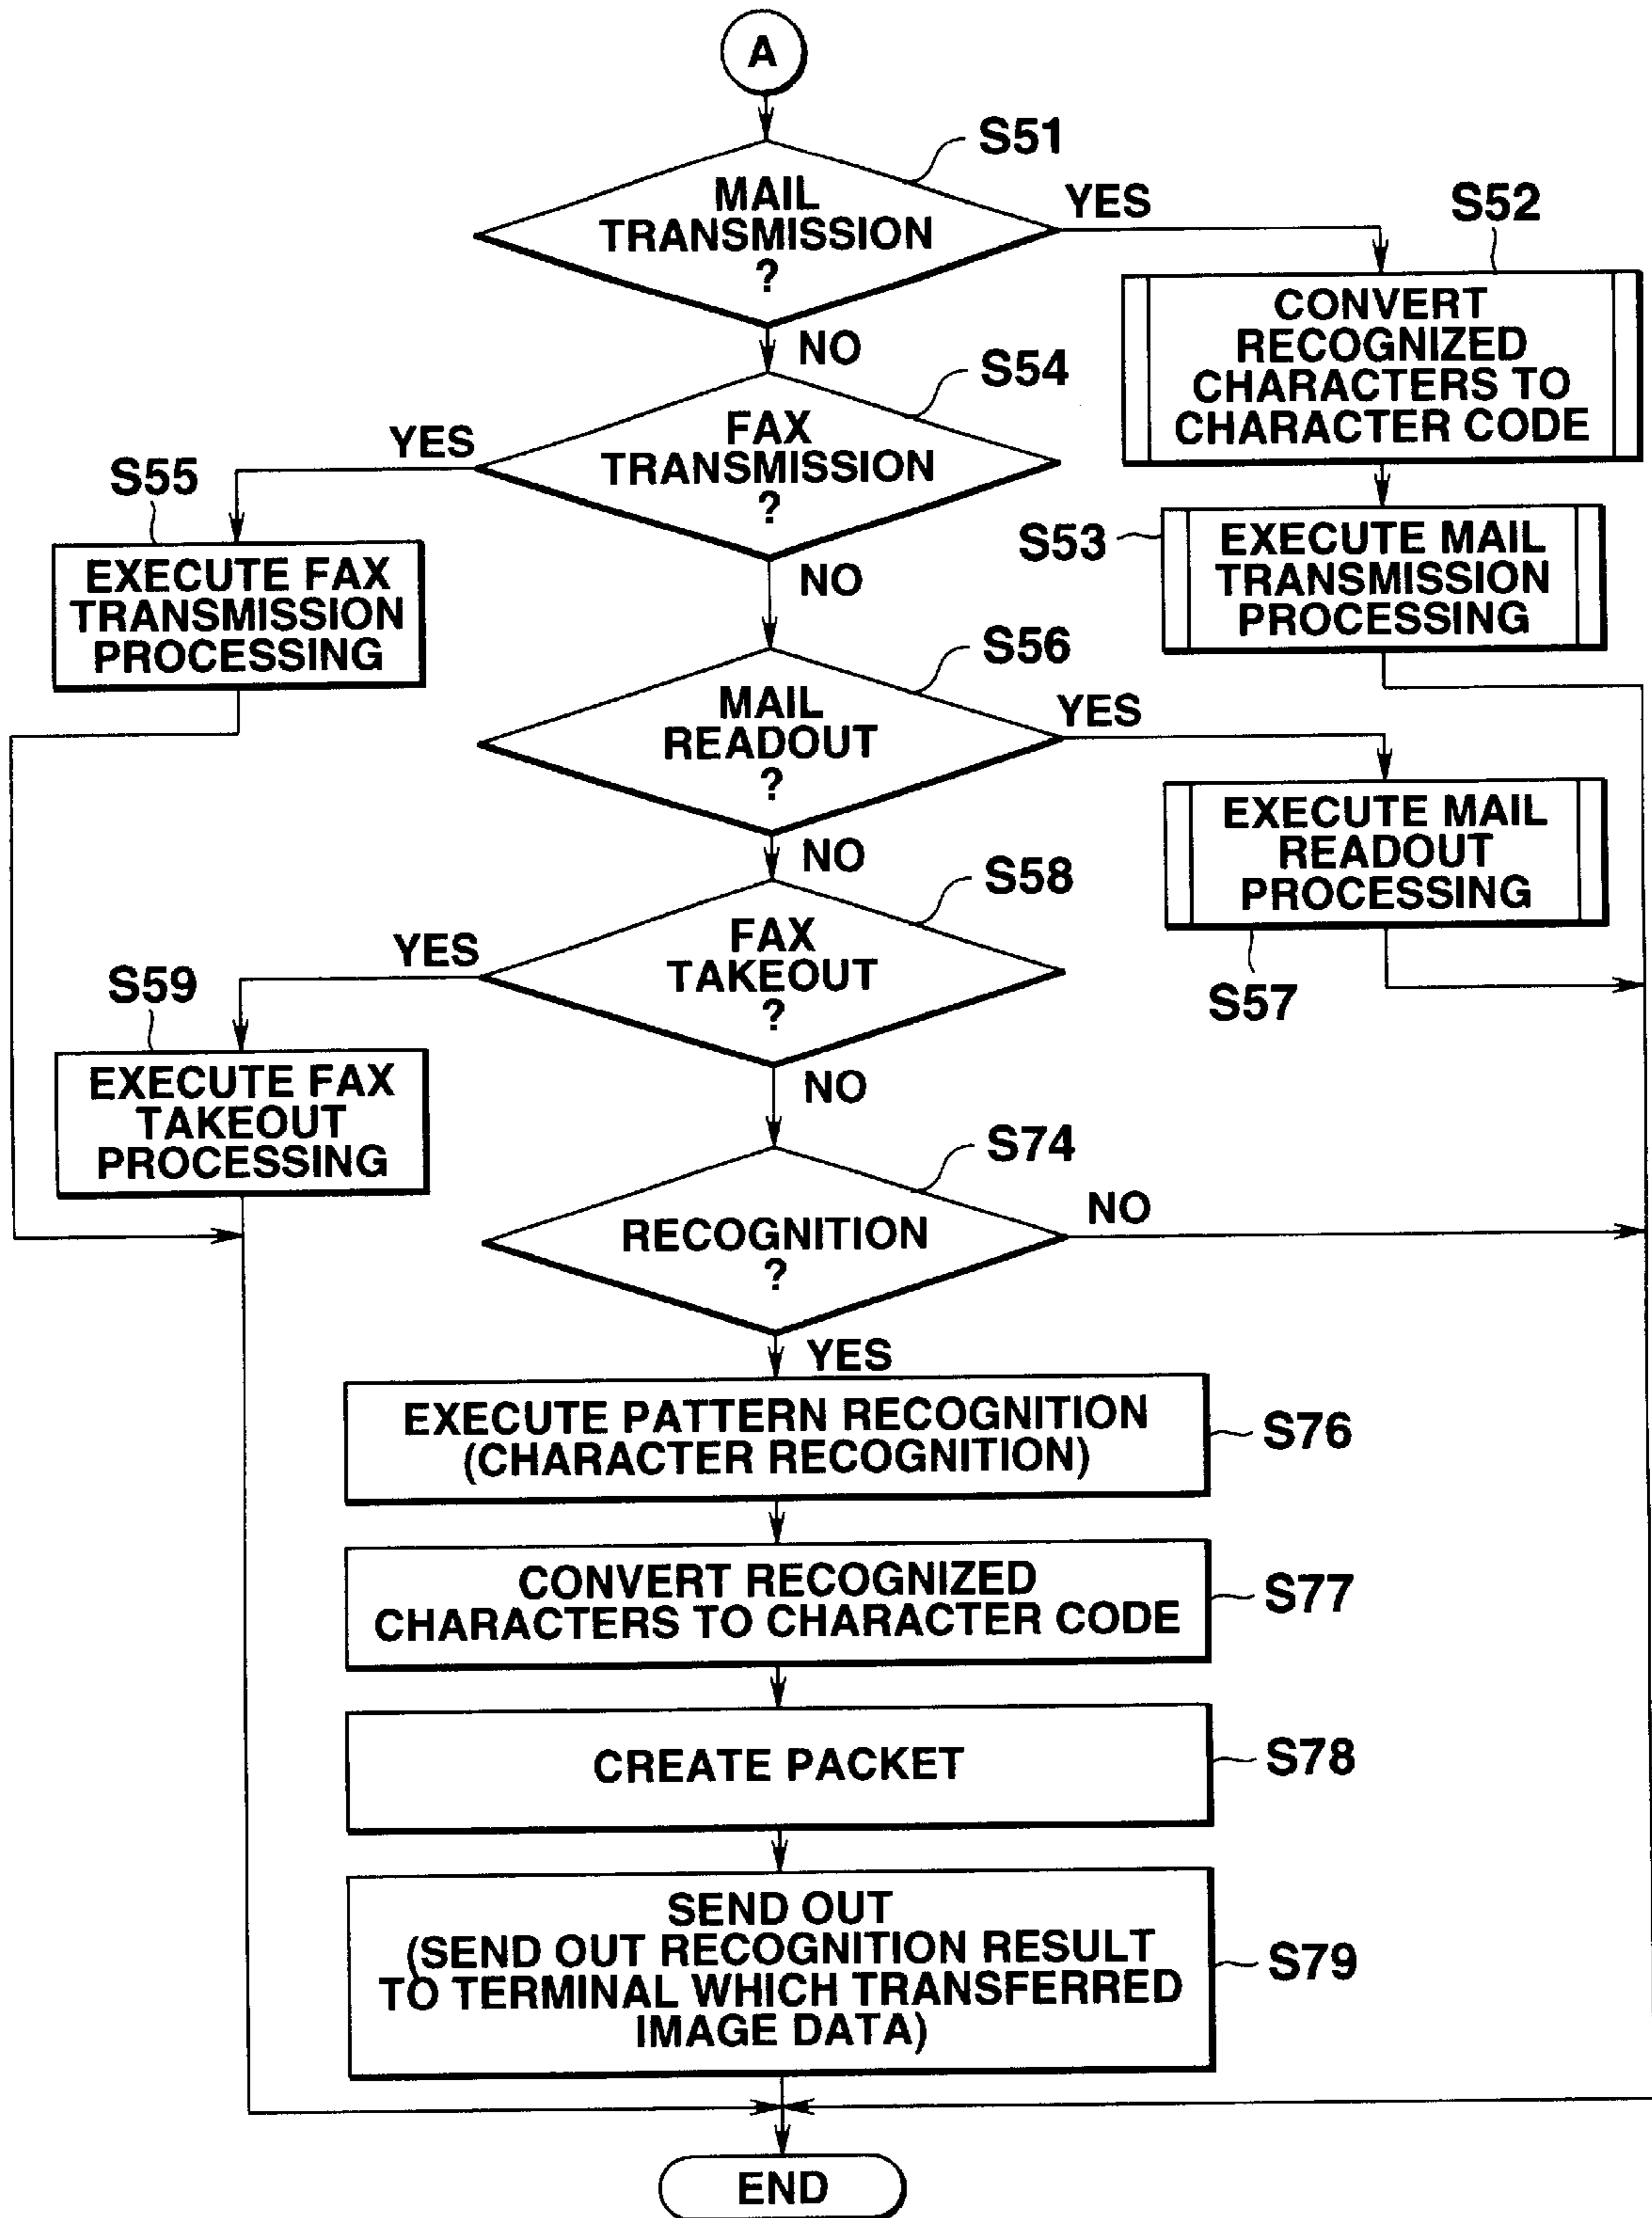 A
S51
MAIL
TRANSMISSION
?
YES
S52
CONVERT
RECOGNIZED
CHARACTERS TO
CHARACTER CODE
NO
S54
FAX
TRANSMISSION
?
YES
S55
EXECUTE FAX
TRANSMISSION
PROCESSING
S53
EXECUTE MAIL
TRANSMISSION
PROCESSING
NO
S56
MAIL
READOUT
?
YES
EXECUTE MAIL
READOUT
PROCESSING
S57
NO
S58
FAX
TAKEOUT
?
YES
S59
EXECUTE FAX
TAKEOUT
PROCESSING
NO
S74
RECOGNITION
?
NO
YES
EXECUTE PATTERN RECOGNITION
(CHARACTER RECOGNITION)
S76
CONVERT RECOGNIZED
CHARACTERS TO CHARACTER CODE
S77
CREATE PACKET
S78
SEND OUT
(SEND OUT RECOGNITION RESULT
TO TERMINAL WHICH TRANSFERRED
IMAGE DATA)
S79
END